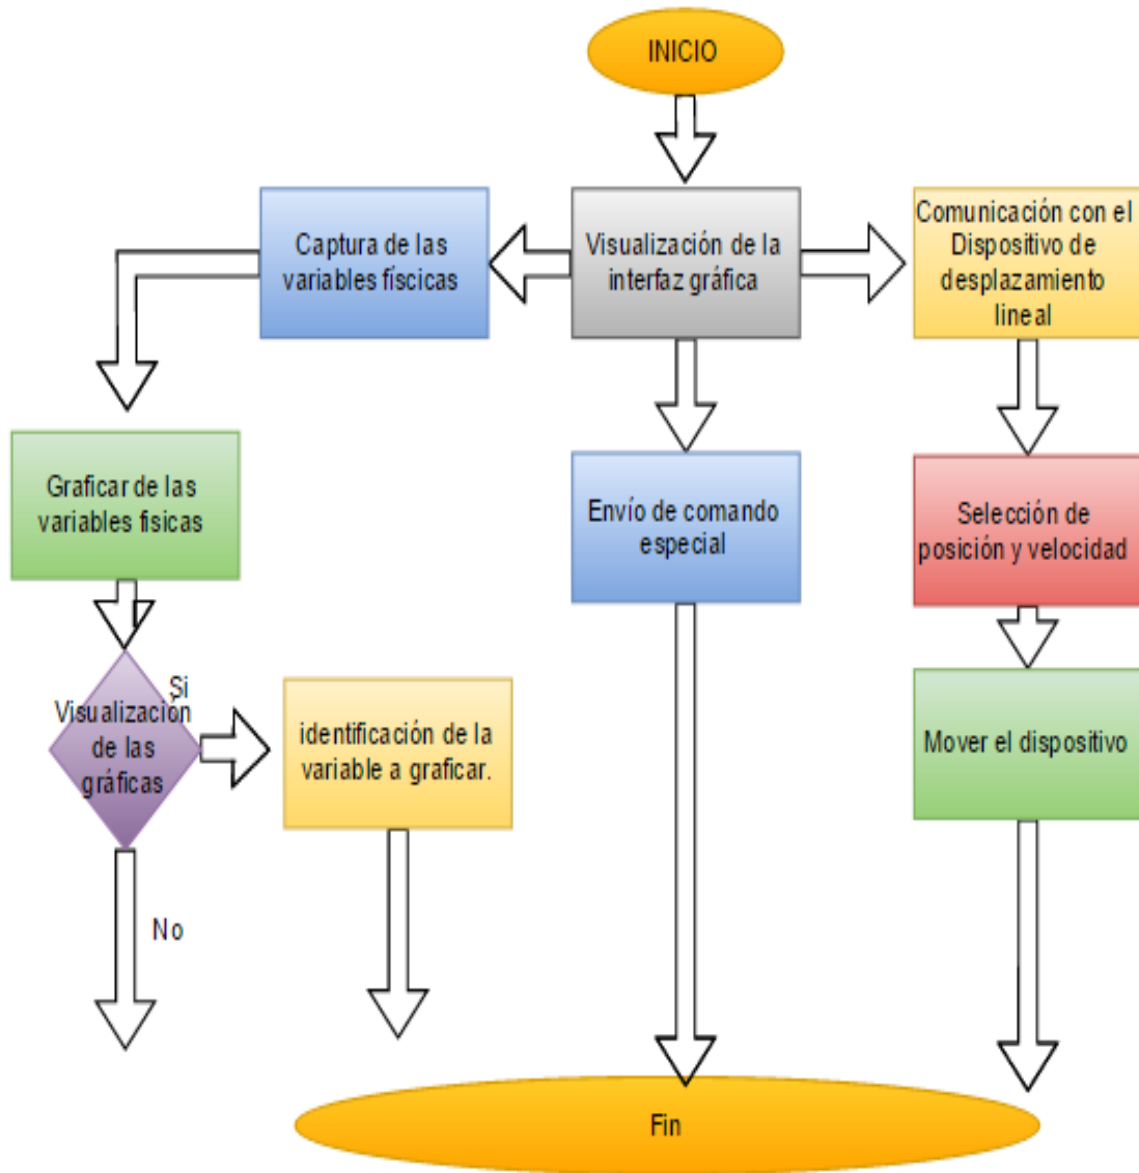 INICIO
Captura de las
variables físcicas
Visualización de la
interfaz gráfica
Comunicación con el
Dispositivo de
desplazamiento
lineal
Graficar de las
variables fisicas
Envío de comando
especial
Selección de
posición y velocidad
Si
Visualización
de las
gráficas
identificación de la
variable a graficar.
Mover el dispositivo
No
Fin